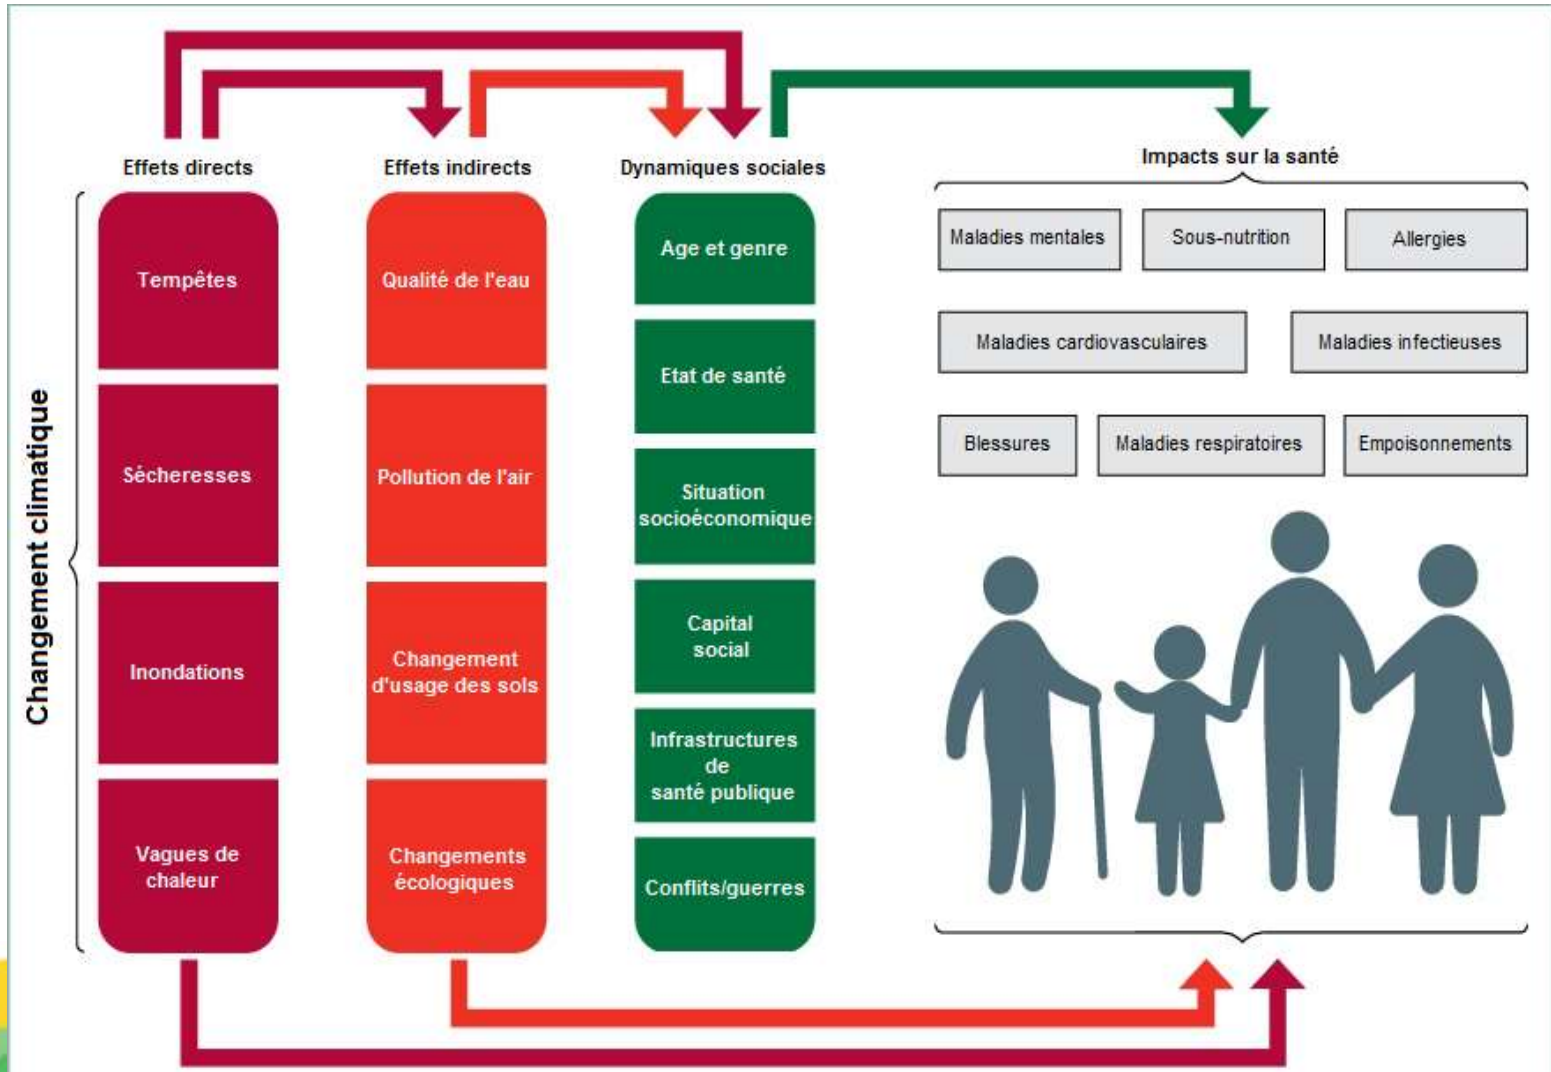 Changement climatique
Effets directs
Tempêtes
Sécheresses
Inondations
Vagues de
chaleur
Effets indirects
Qualité de l'eau
Pollution de l'air
Changement
d'usage des sols
Changements
écologiques
Dynamiques sociales
Age et genre
Etat de santé
Situation
socioéconomique
Capital
social
Infrastructures
de
santé publique
Conflits/guerres
Impacts sur la santé
Maladies mentales
Sous-nutrition
Allergies
Maladies cardiovasculaires
Maladies infectieuses
Blessures
Maladies respiratoires
Empoisonnements